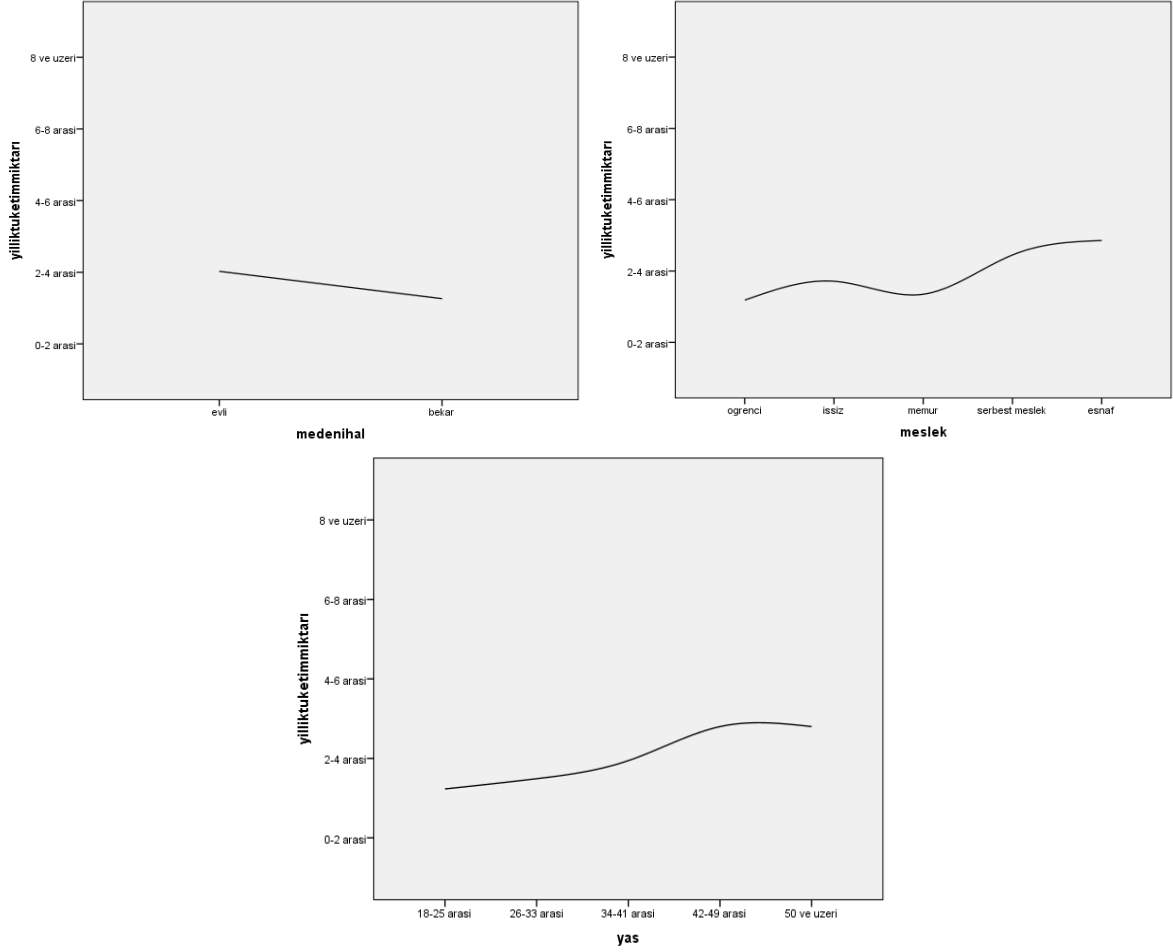 yilliktuketimmiktarı
8 ve uzeri
6-8 arasi
4-6 arasi
2-4 arasi
0-2 arasi
evli bekar
medenihal
yilliktuketimmiktarı
8 ve uzeri
6-8 arasi
4-6 arasi
2-4 arasi
0-2 arasi
ogrenci issiz memur serbest meslek esnaf
meslek
yilliktuketimmiktarı
8 ve uzeri
6-8 arasi
4-6 arasi
2-4 arasi
0-2 arasi
18-25 arasi 26-33 arasi 34-41 arasi 42-49 arasi 50 ve uzeri
yas